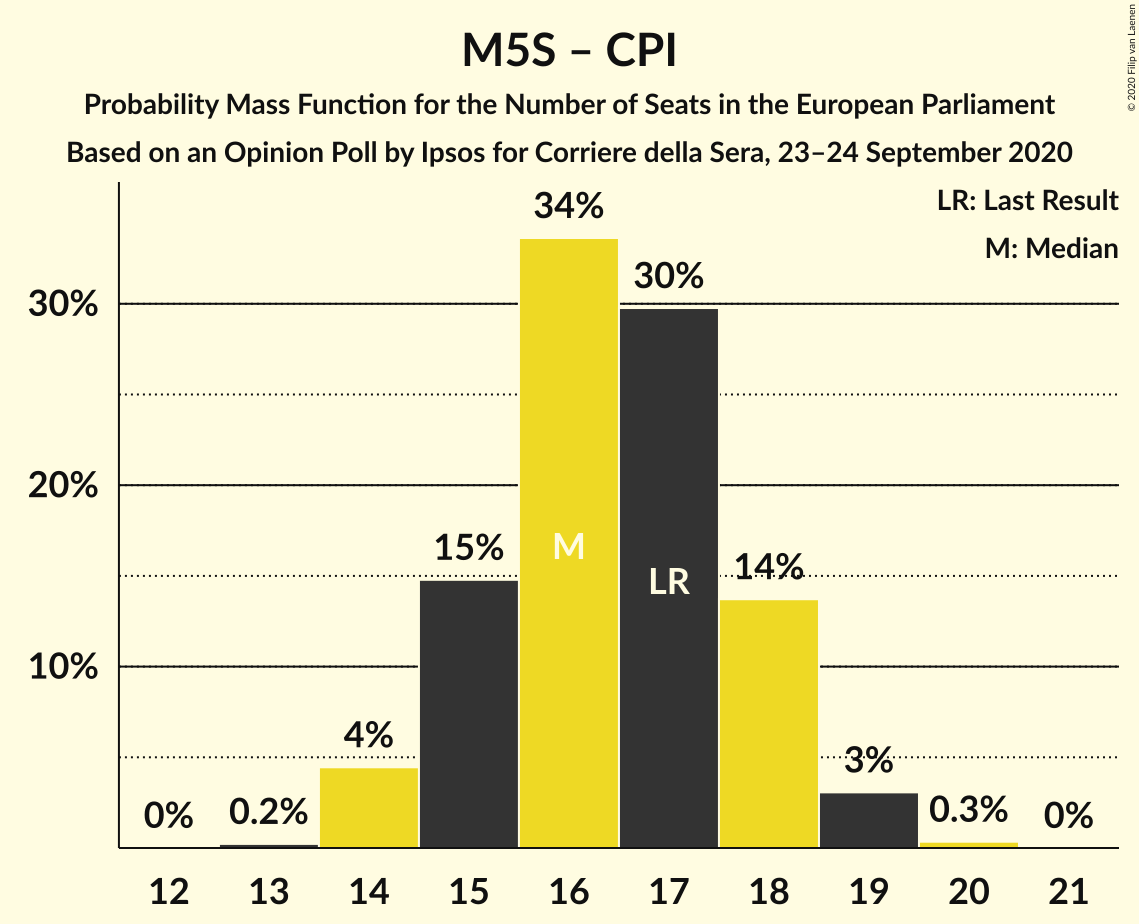 M5S – CPI
Probability Mass Function for the Number of Seats in the European Parliament
Based on an Opinion Poll by Ipsos for Corriere della Sera, 23–24 September 2020
© 2020 Filip van Laenen
LR: Last Result
M: Median
34%
30%
30%
20%
15%
M
LR
14%
10%
4%
3%
0%
0.2%
0.3%
0%
12 13 14 15 16 17 18 19 20 21